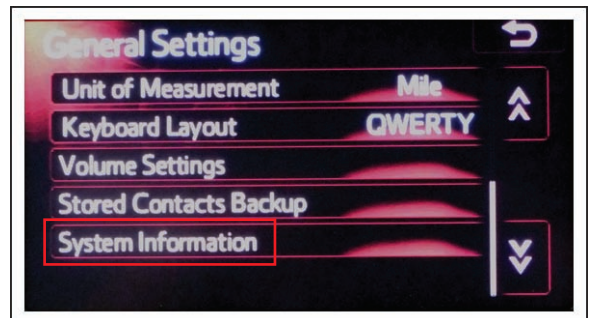 General Settings
Unit of Measurement Mile
Keyboard Layout QWERTY
Volume Settings
Stored Contacts Backup
System Information